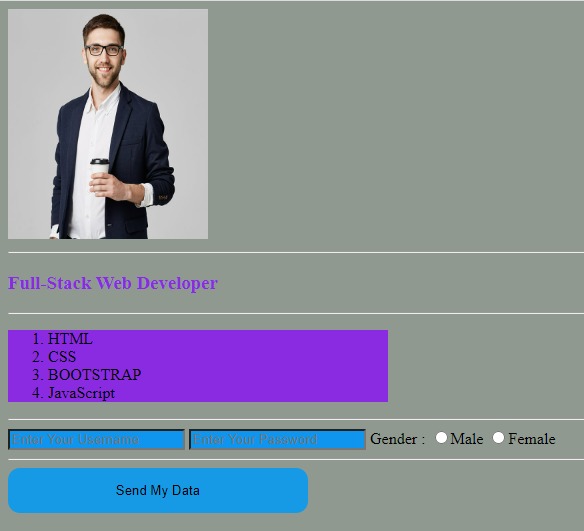 Full-Stack Web Developer
1. HTML
2. CSS
3. BOOTSTRAP
4. JavaScript
Enter Your Username Enter Your Password Gender : Male Female
Send My Data